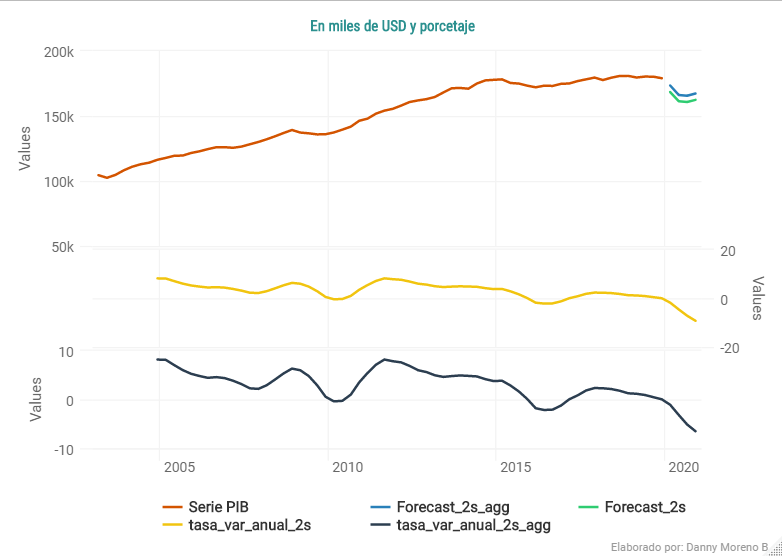 En miles de USD y porcetaje
200k
150k
100k
50k
Values
20
0
-20
Values
10
0
-10
Values
2005 2010 2015 2020
Serie PIB Forecast_2s_agg Forecast_2s
tasa_var_anual_2s tasa_var_anual_2s_agg
Elaborado por: Danny Moreno B